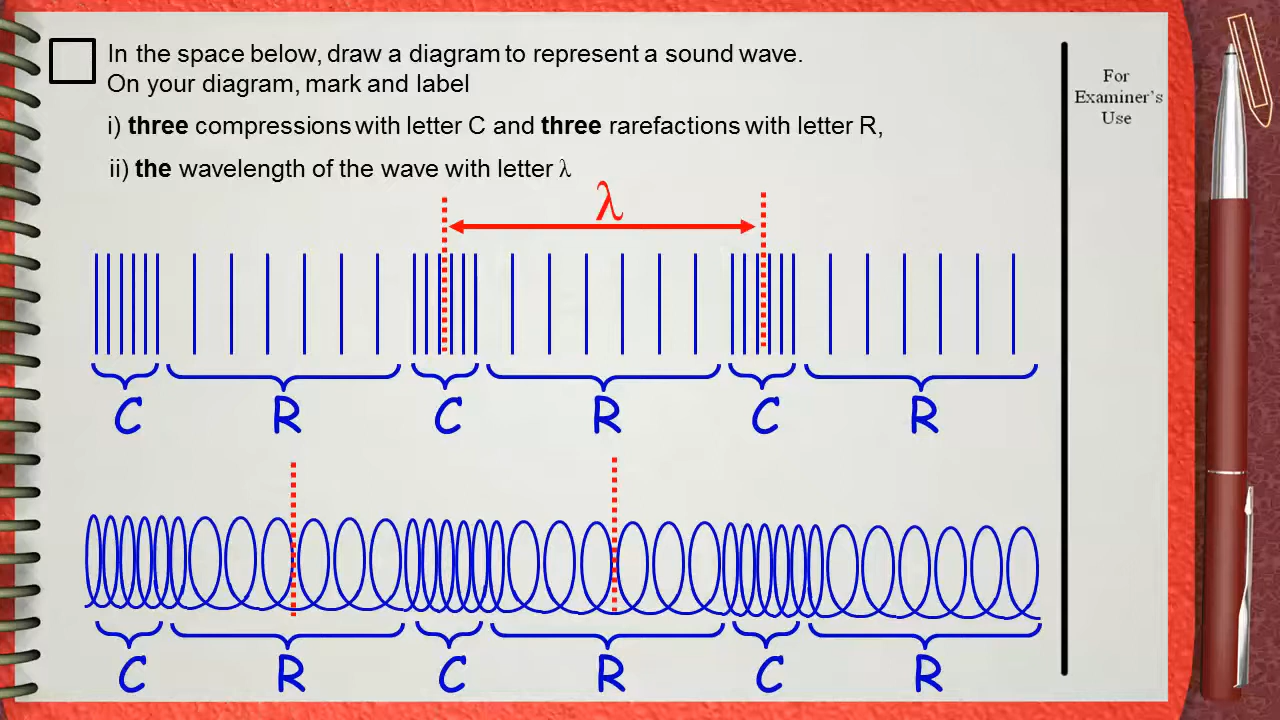 In the space below, draw a diagram to represent a sound wave.
On your diagram, mark and label
i) three compressions with letter C and three rarefactions with letter R,
ii) the wavelength of the wave with letter λ
For
Examiner's
Use
λ
C R C R C R
C R C R C R